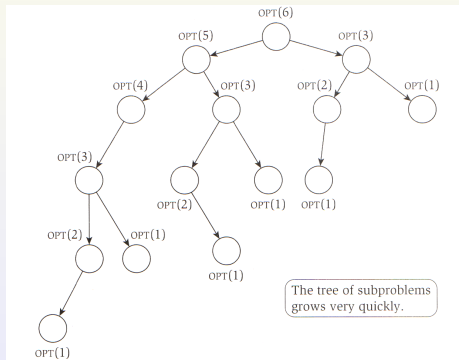 OPT(6)
OPT(5)
OPT(3)
OPT(4)
OPT(3)
OPT(2)
OPT(1)
OPT(3)
OPT(2)
OPT(1)
OPT(1)
OPT(2)
OPT(1)
OPT(1)
OPT(1)
The tree of subproblems
grows very quickly.